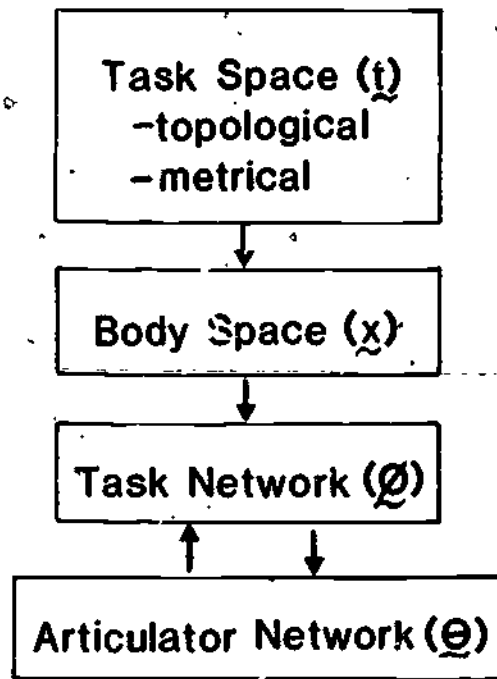 Task Space (t)
-topological
-metrical
Body Space (x)
Task Network (Ø)
Articulator Network (Θ)